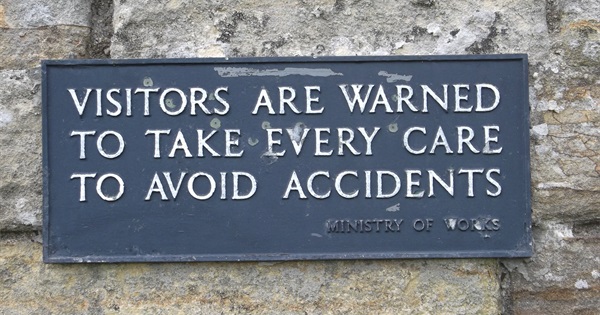 VISITORS ARE WARNED
TO TAKE EVERY CARE
TO AVOID ACCIDENTS
MINISTRY OF WORKS